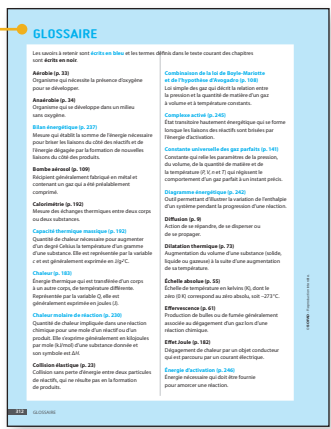 GLOSSAIRE
Les savoirs à retenir sont écrits en bleu et les termes définis dans le texte courant des chapitres
sont écrits en noir.
Aérobie (p. 33)
Organisme qui nécessite la présence d'oxygène
pour se développer.
Anaérobie (p. 34)
Organisme qui se développe dans un milieu
sans oxygène.
Bilan énergétique (p. 237)
Mesure qui établit la somme de l'énergie nécessaire
pour briser les liaisons du côté des réactifs et de
l'énergie dégagée par la formation de nouvelles
liaisons du côté des produits.
Bombe aérosol (p. 109)
Récipient généralement fabriqué en métal et
contenant un gaz qui a été préalablement
comprimé.
Calorimétrie (p. 192)
Mesure des échanges thermiques entre deux corps
ou deux substances.
Capacité thermique massique (p. 192)
Quantité de chaleur nécessaire pour augmenter
d'un degré Celsius la température d'un gramme
d'une substance. Elle est représentée par la variable
c et est généralement exprimée en J/g°C.
Chaleur (p. 183)
Énergie thermique qui est transférée d'un corps
à un autre corps, de température différente.
Représentée par la variable Q, elle est
généralement exprimée en joules (J).
Chaleur molaire de réaction (p. 220)
Quantité de chaleur impliquée dans une réaction
chimique pour une mole d'un réactif ou d'un
produit. Elle s'exprime généralement en kilojoules
par mole (kJ/mol) d'une substance donnée et
son symbole est ΔH.
Collision élastique (p. 23)
Collision sans perte d'énergie entre deux particules
de réactifs, qui ne résulte pas en la formation
de produits.
Combinaison de la loi de Boyle-Mariotte
et de l'hypothèse d'Avogadro (p. 108)
Loi simple des gaz qui décrit la relation entre
la pression et la quantité de matière d'un gaz
à volume et à température constants.
Complexe activé (p. 245)
État transitoire hautement énergétique qui se forme
lorsque les liaisons des réactifs sont brisées par
l'énergie d'activation.
Constante universelle des gaz parfaits (p. 141)
Constante qui relie les paramètres de la pression,
du volume, de la quantité de matière et de
la température (P, V, n et T) qui régissent le
comportement d'un gaz parfait à un instant précis.
Diagramme énergétique (p. 242)
Outil permettant d'illustrer la variation de l'enthalpie
d'un système pendant la progression d'une réaction.
Diffusion (p. 9)
Action de se répandre, de se disperser ou
de se propager.
Dilatation thermique (p. 73)
Augmentation du volume d'une substance (solide,
liquide ou gazeuse) à la suite d'une augmentation
de sa température.
Échelle absolue (p. 55)
Échelle de température en kelvins (K), dont le
zéro (0 K) correspond au zéro absolu, soit –273°C.
Effervescence (p. 61)
Production de bulles ou de fumée généralement
associée au dégagement d'un gaz lors d'une
réaction chimique.
Effet Joule (p. 182)
Dégagement de chaleur par un objet conducteur
qui est parcouru par un courant électrique.
Énergie d'activation (p. 246)
Énergie nécessaire qui doit être fournie
pour amorcer une réaction.
312 GLOSSAIRE